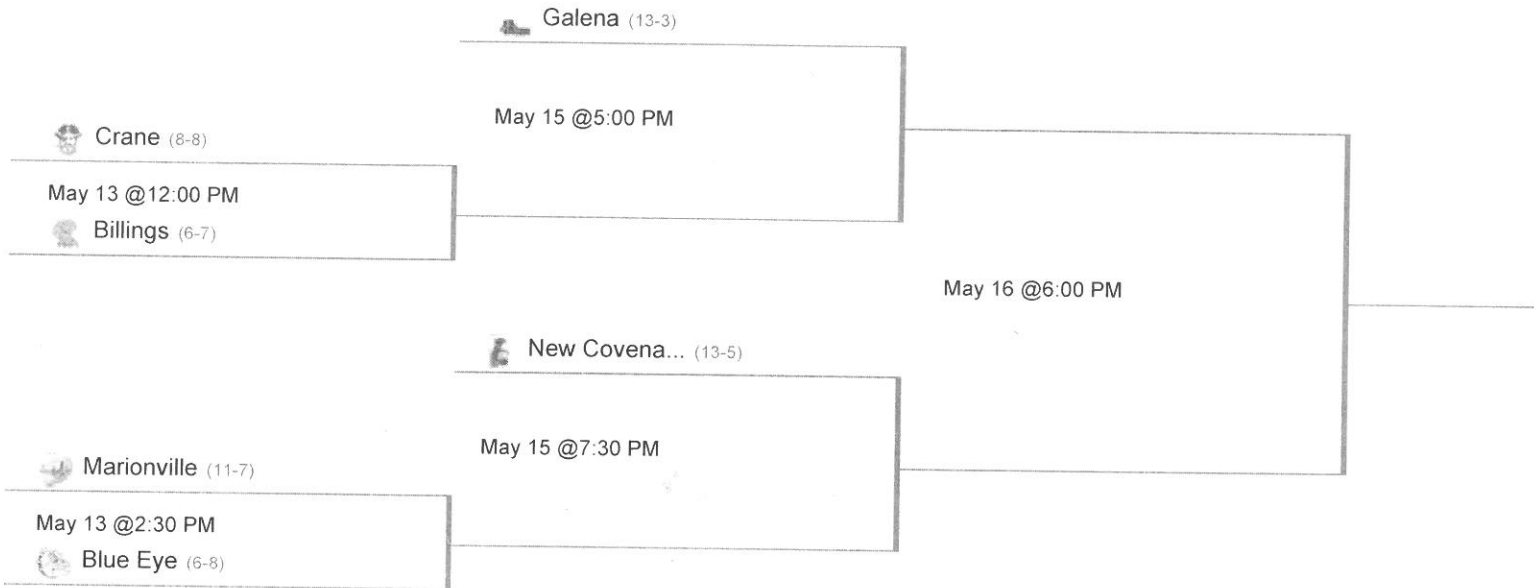 Galena (13-3)
May 15 @5:00 PM
Crane (8-8)
May 13 @12:00 PM
Billings (6-7)
May 16 @6:00 PM
New Covena... (13-5)
May 15 @7:30 PM
Marionville (11-7)
May 13 @2:30 PM
Blue Eye (6-8)